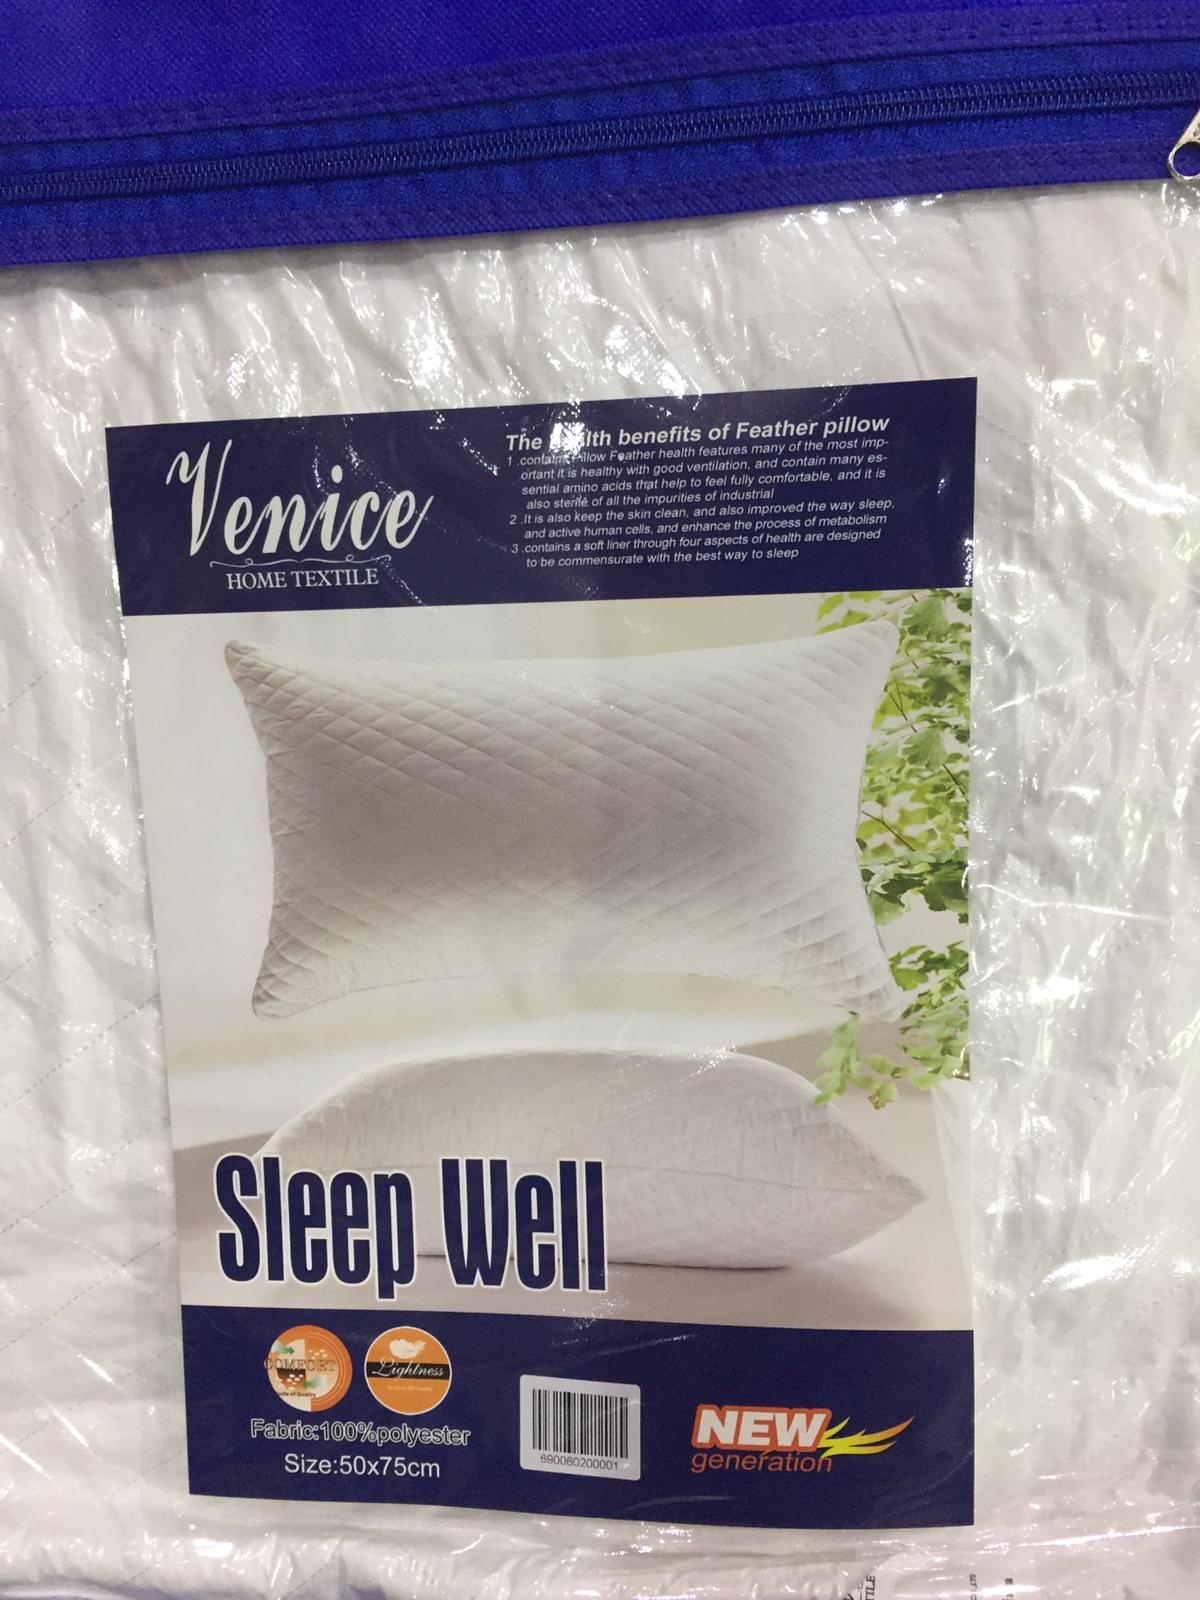 Venice
HOME TEXTILE
The health benefits of Feather pillow
1 .contains pillow Feather health features many of the most imp-
ortant it is healthy with good ventilation, and contain many es-
sential amino acids that help to feel fully comfortable, and it is
also sterile of all the impurities of industrial
2 .It is also keep the skin clean, and also improved the way sleep,
and active human cells, and enhance the process of metabolism
3 .contains a soft liner through four aspects of health are designed
to be commensurate with the best way to sleep
Sleep Well
COMFORT
of Quality
Lightness
Fabric:100%polyester
Size:50x75cm
690060200001
NEW
generation
TILE